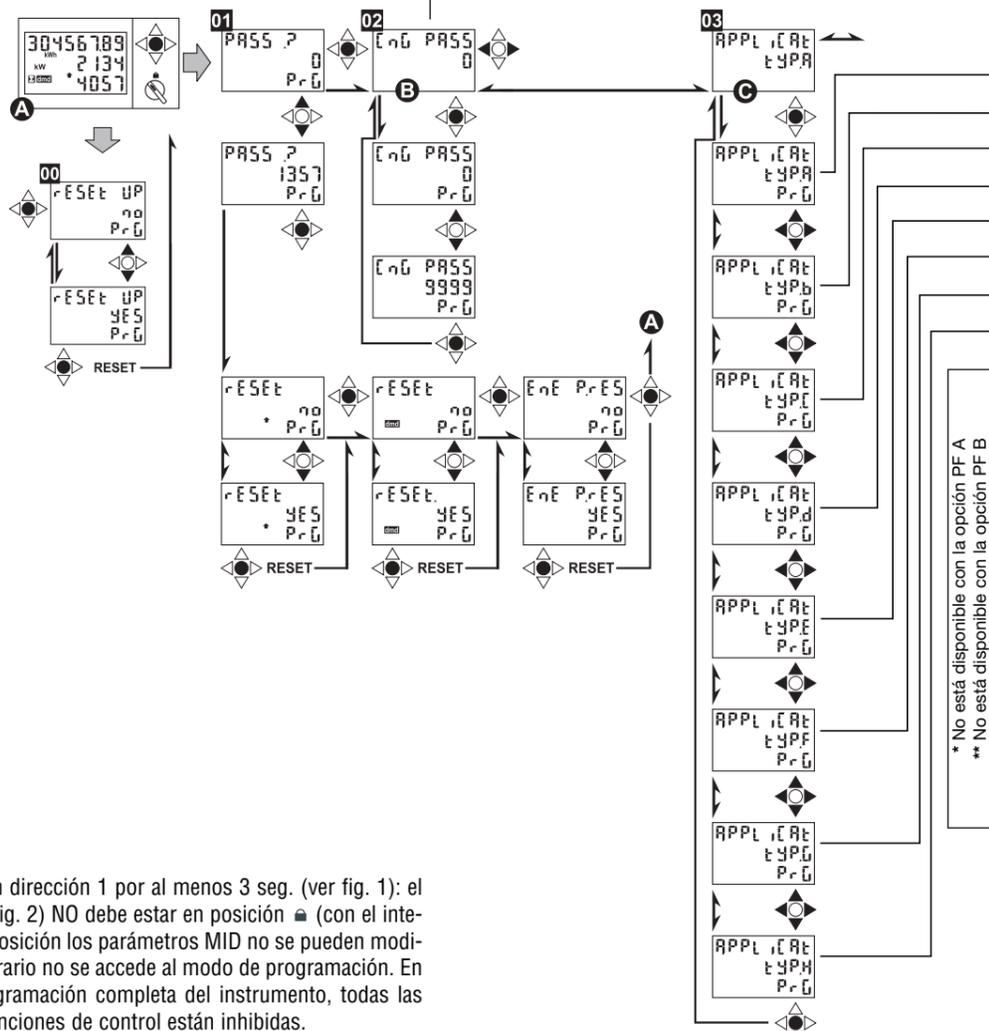 01
02
03
304567.89
kWh
kW 2134
Σ dmd * 4057
A
PASS .?
0
PrG
CnG PASS
0
B
APPLiCAt
tYP.A
C
PASS .?
1357
PrG
CnG PASS
0
PrG
CnG PASS
9999
PrG
00
rESEt UP
no
PrG
rESEt UP
YES
PrG
RESET
A
rESEt
no
* PrG
rESEt
no
dmd PrG
EnE P.rES
no
PrG
rESEt
YES
* PrG
rESEt.
YES
dmd PrG
EnE P.rES
YES
PrG
RESET
RESET
RESET
APPLiCAt
tYP.A
PrG
APPLiCAt
tYP.b
PrG
APPLiCAt
tYP.C
PrG
APPLiCAt
tYP.d
PrG
APPLiCAt
tYP.E
PrG
APPLiCAt
tYP.F
PrG
APPLiCAt
tYP.G
PrG
APPLiCAt
tYP.H
PrG
* No está disponible con la opción PF A
** No está disponible con la opción PF B
n dirección 1 por al menos 3 seg. (ver fig. 1): el
ig. 2) NO debe estar en posición (con el inte-
osición los parámetros MID no se pueden modi-
rario no se accede al modo de programación. En
gramación completa del instrumento, todas las
nciones de control están inhibidas.